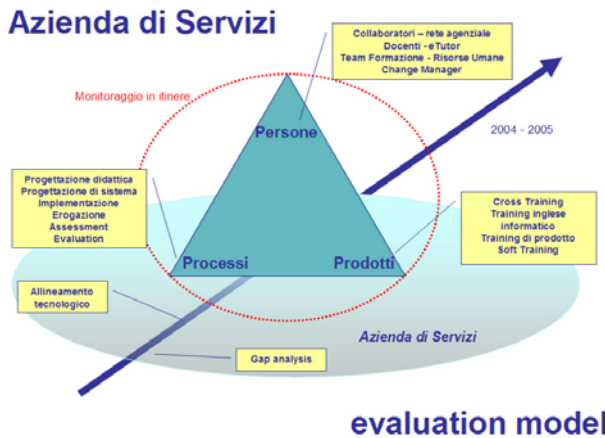 Azienda di Servizi
Collaboratori – rete agenziale
Docenti - eTutor
Team Formazione - Risorse Umane
Change Manager
Monitoraggio in itinere
Persone
2004 - 2005
Progettazione didattica
Progettazione di sistema
Implementazione
Erogazione
Assessment
Evaluation
Cross Training
Training inglese
informatico
Training di prodotto
Soft Training
Processi
Prodotti
Allineamento
tecnologico
Azienda di Servizi
Gap analysis
evaluation model